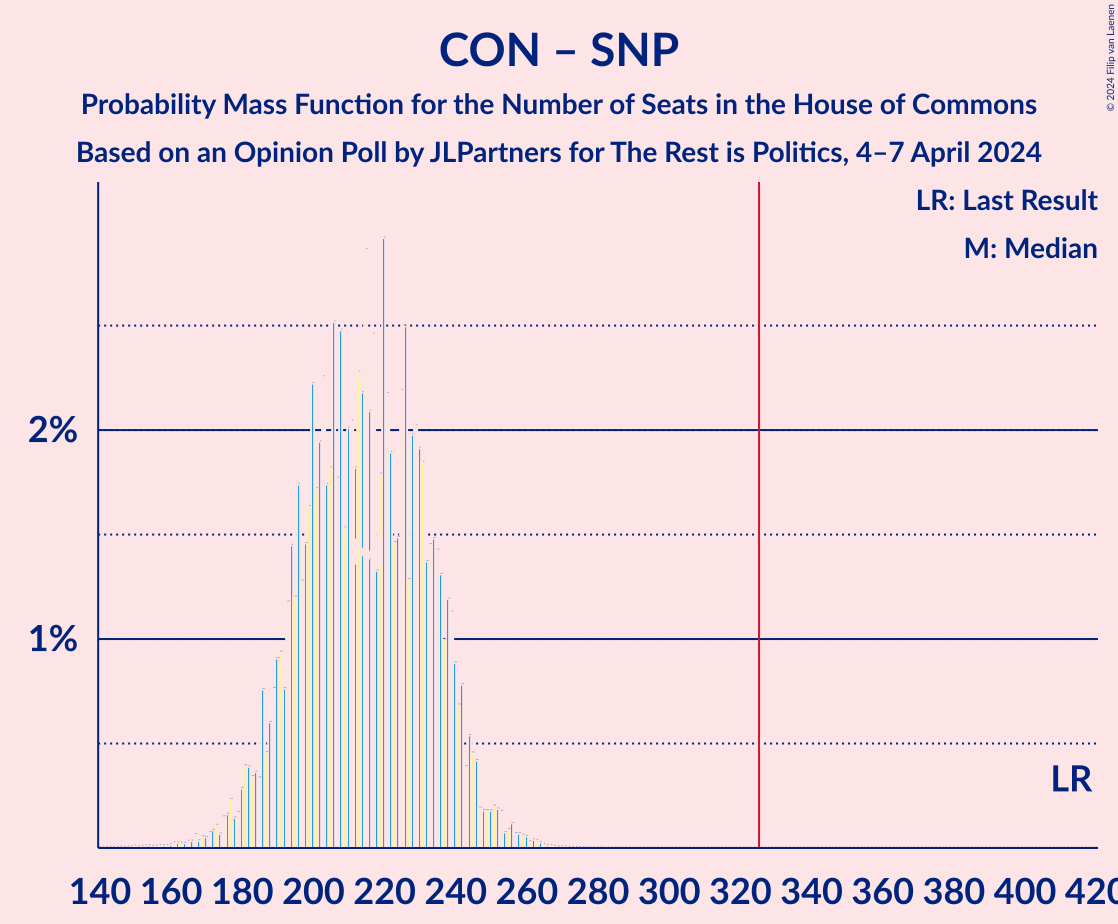 CON – SNP
Probability Mass Function for the Number of Seats in the House of Commons
Based on an Opinion Poll by JLPartners for The Rest is Politics, 4–7 April 2024
© 2024 Filip van Laenen
LR: Last Result
M: Median
2%
1%
LR
140 160 180 200 220 240 260 280 300 320 340 360 380 400 420